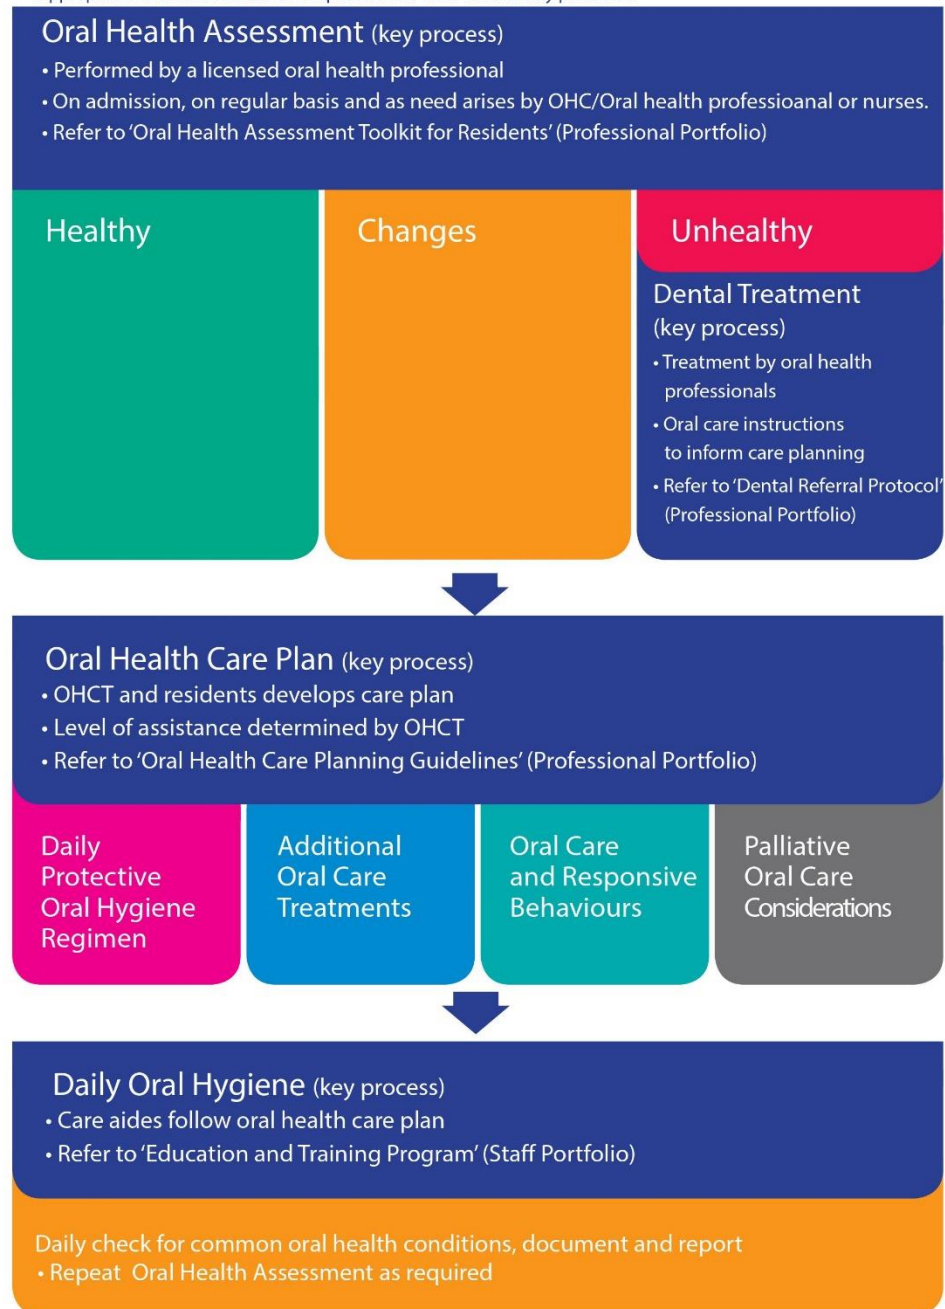 Oral Health Assessment (key process)
• Performed by a licensed oral health professional
• On admission, on regular basis and as need arises by OHC/Oral health professioanal or nurses.
• Refer to 'Oral Health Assessment Toolkit for Residents' (Professional Portfolio)
Healthy
Changes
Unhealthy
Dental Treatment
(key process)
• Treatment by oral health
professionals
• Oral care instructions
to inform care planning
• Refer to 'Dental Referral Protocol'
(Professional Portfolio)
Oral Health Care Plan (key process)
• OHCT and residents develops care plan
• Level of assistance determined by OHCT
• Refer to 'Oral Health Care Planning Guidelines' (Professional Portfolio)
Daily
Protective
Oral Hygiene
Regimen
Additional
Oral Care
Treatments
Oral Care
and Responsive
Behaviours
Palliative
Oral Care
Considerations
Daily Oral Hygiene (key process)
• Care aides follow oral health care plan
• Refer to 'Education and Training Program' (Staff Portfolio)
Daily check for common oral health conditions, document and report
• Repeat Oral Health Assessment as required